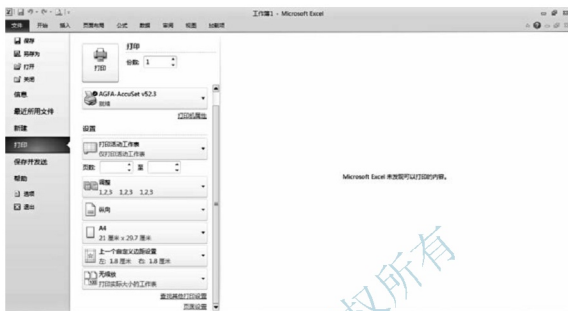 工作簿1 - Microsoft Excel
文件 开始 插入 页面布局 公式 数据 审阅 视图 加载项
保存
另存为
打开
关闭
信息
最近所用文件
新建
打印
保存并发送
帮助
选项
退出
打印
打印
份数: 1
AGFA-AccuSet v52.3
就绪
打印机属性
设置
打印活动工作表
仅打印活动工作表
页数: 至
调整
1,2,3 1,2,3 1,2,3
纵向
A4
21 厘米 x 29.7 厘米
上一个自定义边距设置
左: 1.8 厘米 右: 1.8 厘米
无缩放
打印实际大小的工作表
页面设置
Microsoft Excel 未发现可以打印的内容。
权所有